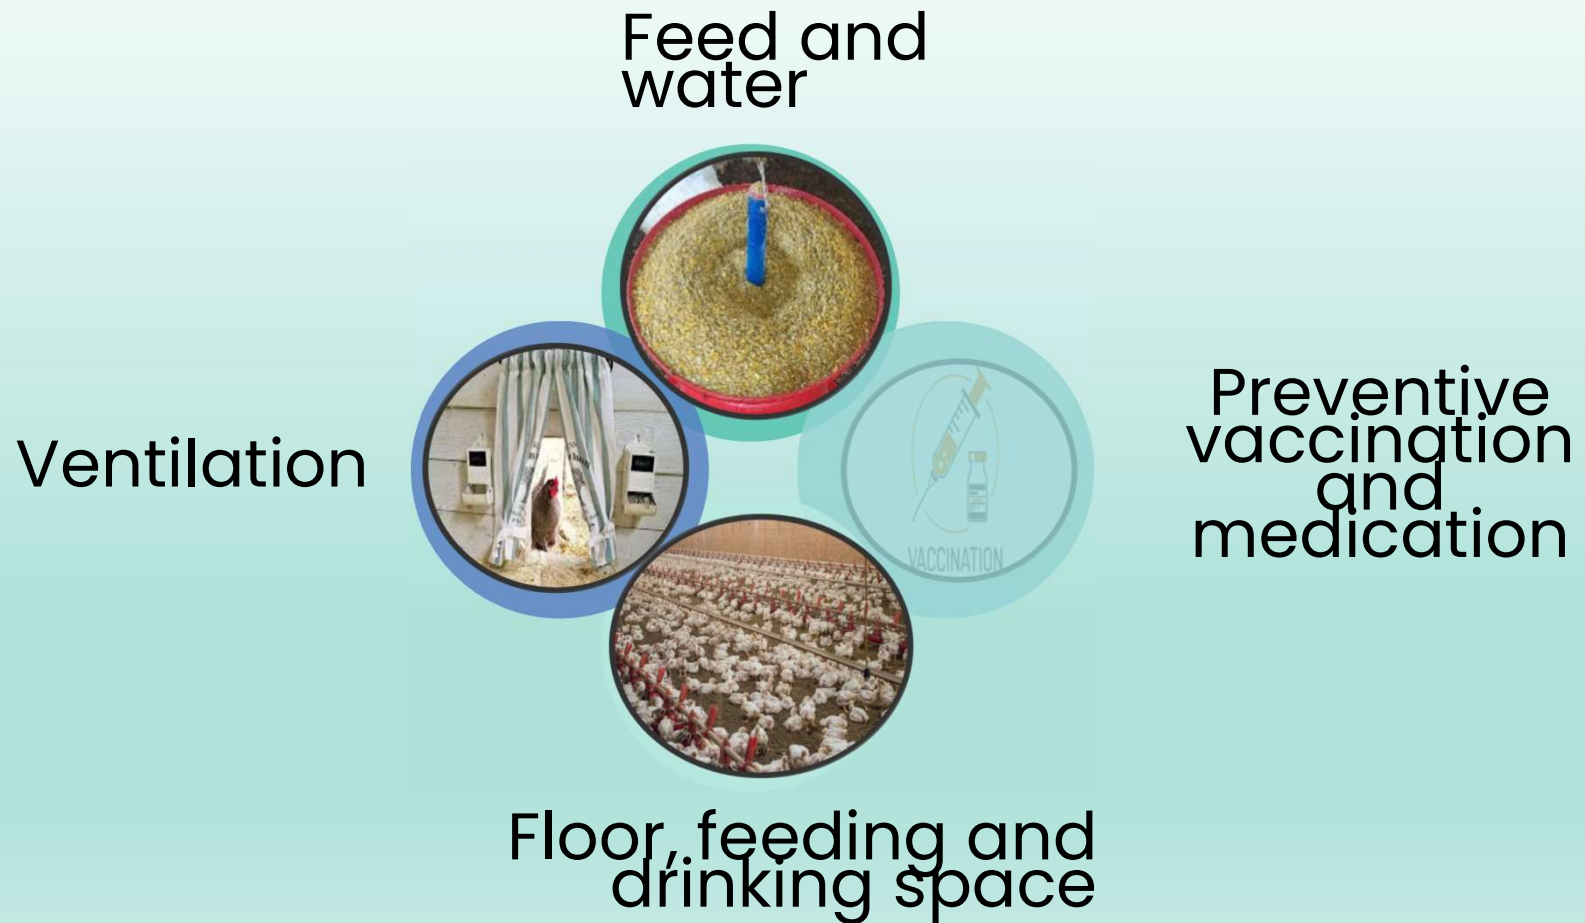 Feed and
water
Ventilation
VACCINATION
Preventive
vaccination
and
medication
Floor, feeding and
drinking space